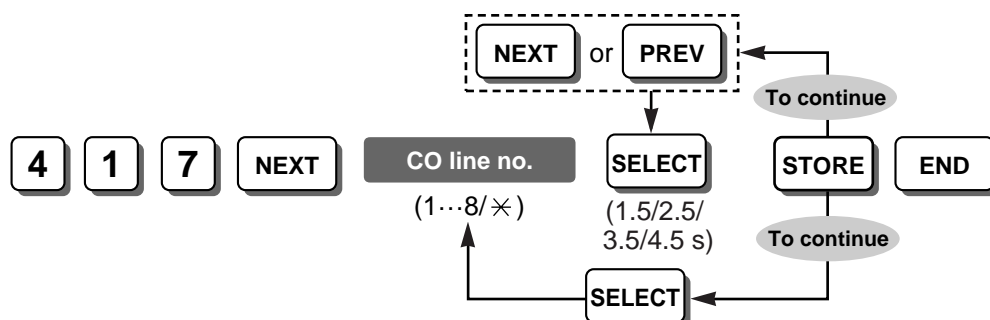 NEXT or PREV
To continue
4 1 7 NEXT CO line no. SELECT STORE END
(1···8/✳) (1.5/2.5/
3.5/4.5 s)
To continue
SELECT